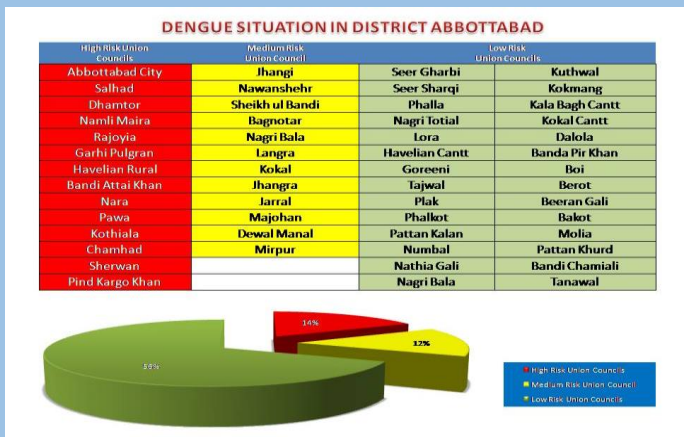 DENGUE SITUATION IN DISTRICT ABBOTTABAD
High Risk Union Councils Medium Risk Union Council Low Risk Union Councils
Abbottabad City Jhangi Seer Gharbi Kuthwal
Salhad Nawanshehr Seer Sharqi Kokmang
Dhamtor Sheikh ul Bandi Phalla Kala Bagh Cantt
Namli Maira Bagnotar Nagri Totial Kokal Cantt
Rajoyia Nagri Bala Lora Dalola
Garhi Pulgran Langra Havelian Cantt Banda Pir Khan
Havelian Rural Kokal Goreeni Boi
Bandi Attai Khan Jhangra Tajwal Berot
Nara Jarral Plak Beeran Gali
Pawa Majohan Phalkot Bakot
Kothiala Dewal Manal Pattan Kalan Molia
Chamhad Mirpur Numbal Pattan Khurd
Sherwan Nathia Gali Bandi Chamiali
Pind Kargo Khan Nagri Bala Tanawal
14%
12%
High Risk Union Councils
Medium Risk Union Council
Low Risk Union Councils